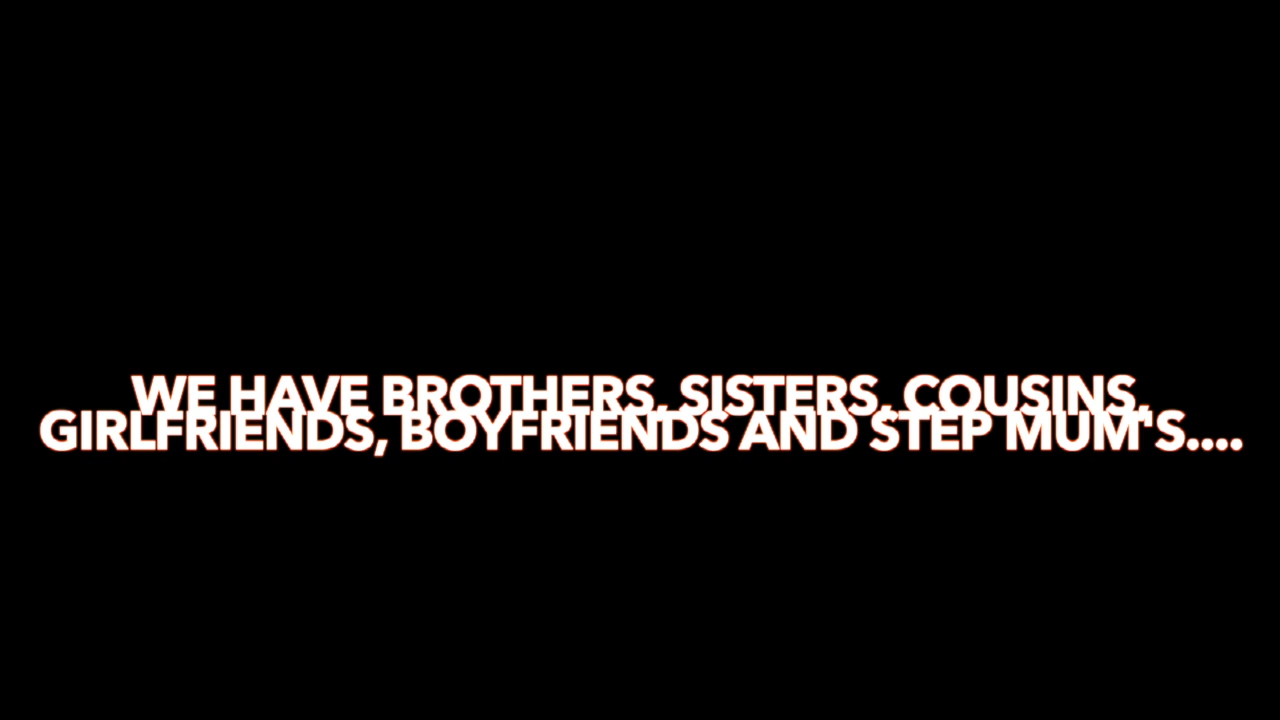 WE HAVE BROTHERS, SISTERS, COUSINS,
GIRLFRIENDS, BOYFRIENDS AND STEP MUM'S....